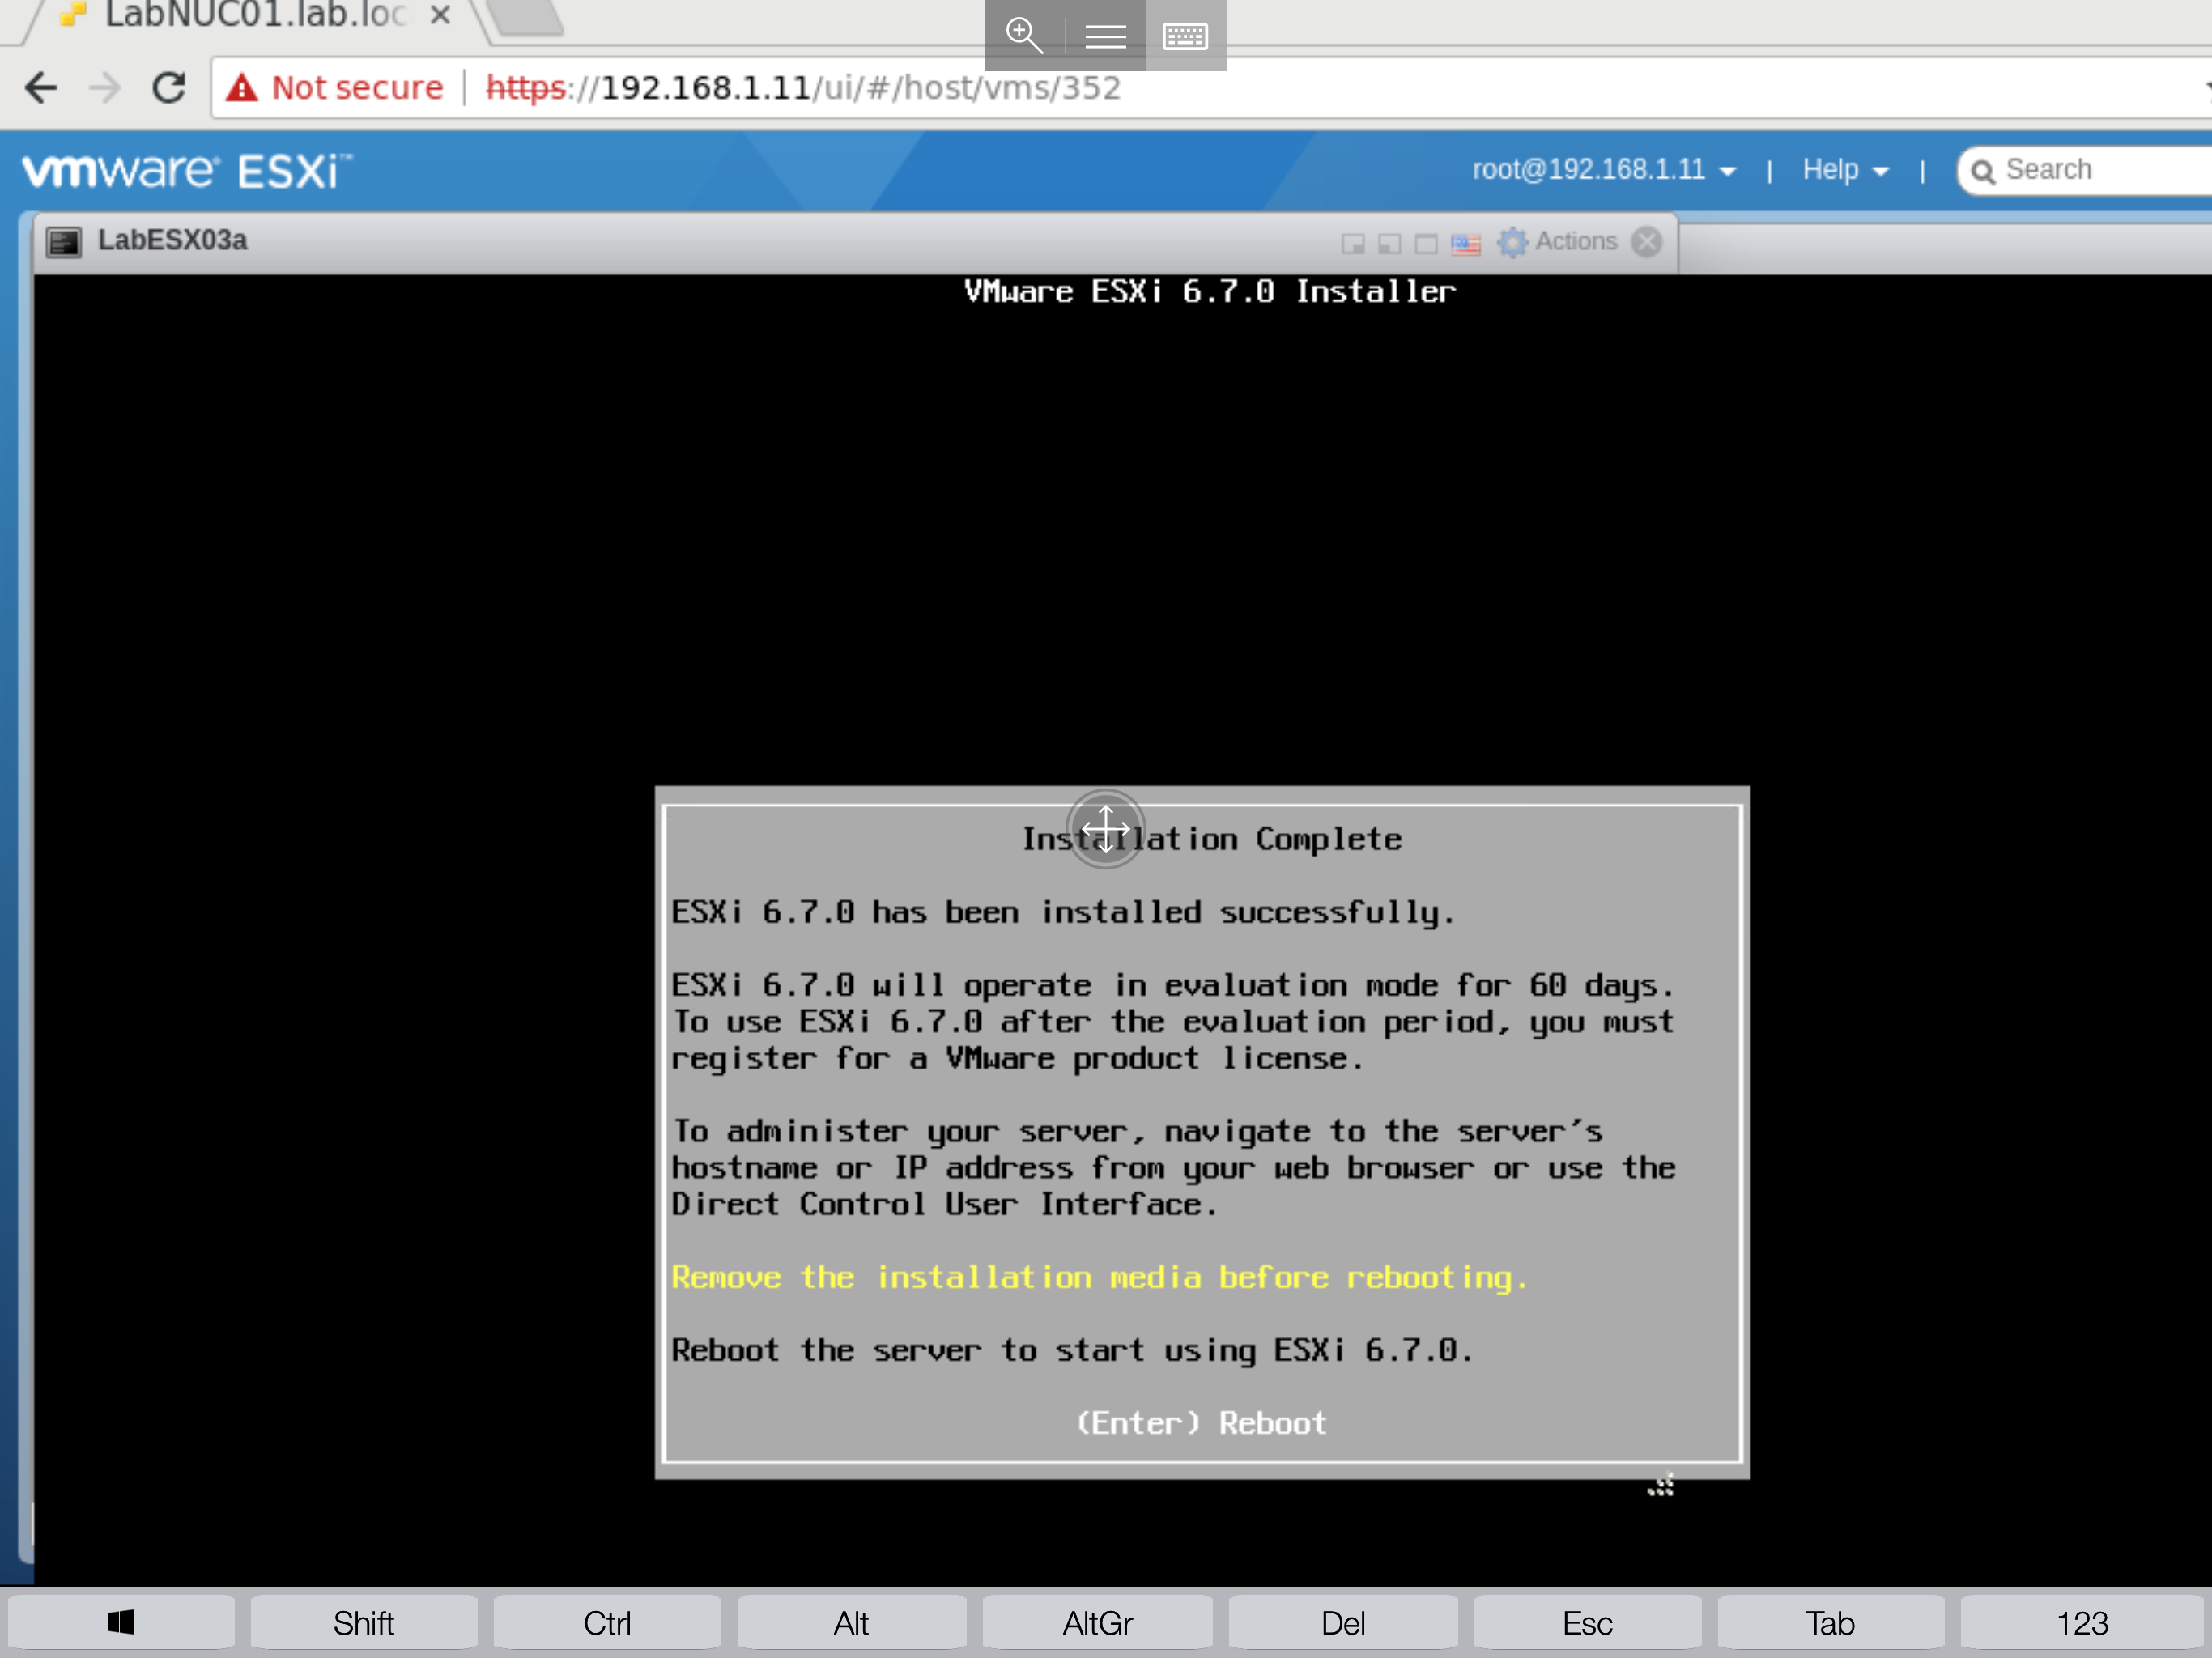 LabNUC01.lab.loc
Not secure | https://192.168.1.11/ui/#/host/vms/352
vmware ESXi™
root@192.168.1.11 | Help | Search
LabESX03a
Actions
VMware ESXi 6.7.0 Installer
Installation Complete
ESXi 6.7.0 has been installed successfully.
ESXi 6.7.0 will operate in evaluation mode for 60 days.
To use ESXi 6.7.0 after the evaluation period, you must
register for a VMware product license.
To administer your server, navigate to the server's
hostname or IP address from your web browser or use the
Direct Control User Interface.
Remove the installation media before rebooting.
Reboot the server to start using ESXi 6.7.0.
(Enter) Reboot
Shift Ctrl Alt AltGr Del Esc Tab 123